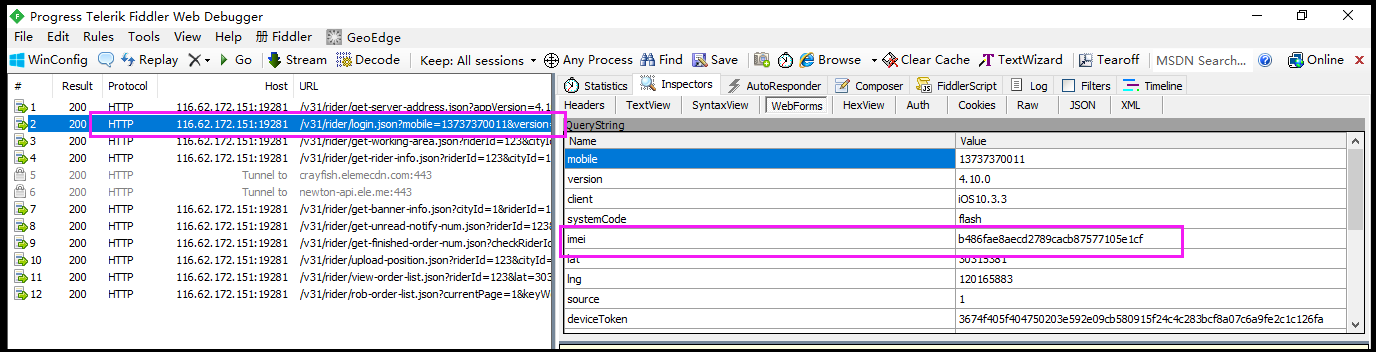 Progress Telerik Fiddler Web Debugger
File Edit Rules Tools View Help 册 Fiddler GeoEdge
WinConfig Replay Go Stream Decode Keep: All sessions Any Process Find Save Browse Clear Cache TextWizard Tearoff MSDN Search... Online
# Result Protocol Host URL
1 200 HTTP 116.62.172.151:19281 /v31/rider/get-server-address.json?appVersion=4.1
2 200 HTTP 116.62.172.151:19281 /v31/rider/login.json?mobile=13737370011&version=
3 200 HTTP 116.62.172.151:19281 /v31/rider/get-working-area.json?riderId=123&cityId
4 200 HTTP 116.62.172.151:19281 /v31/rider/get-rider-info.json?riderId=123&cityId=1
5 200 HTTP Tunnel to crayfish.elemecdn.com:443
6 200 HTTP Tunnel to newton-api.ele.me:443
7 200 HTTP 116.62.172.151:19281 /v31/rider/get-banner-info.json?cityId=1&riderId=1
8 200 HTTP 116.62.172.151:19281 /v31/rider/get-unread-notify-num.json?riderId=123&
9 200 HTTP 116.62.172.151:19281 /v31/rider/get-finished-order-num.json?checkRiderId
10 200 HTTP 116.62.172.151:19281 /v31/rider/upload-position.json?riderId=123&cityId=
11 200 HTTP 116.62.172.151:19281 /v31/rider/view-order-list.json?riderId=123&lat=303
12 200 HTTP 116.62.172.151:19281 /v31/rider/rob-order-list.json?currentPage=1&keyW
Statistics Inspectors AutoResponder Composer FiddlerScript Log Filters Timeline
Headers TextView SyntaxView WebForms HexView Auth Cookies Raw JSON XML
QueryString
Name Value
mobile 13737370011
version 4.10.0
client iOS10.3.3
systemCode flash
imei b486fae8aecd2789cacb87577105e1cf
lat 30315381
lng 120165883
source 1
deviceToken 3674f405f404750203e592e09cb580915f24c4c283bcf8a07c6a9fe2c1c126fa